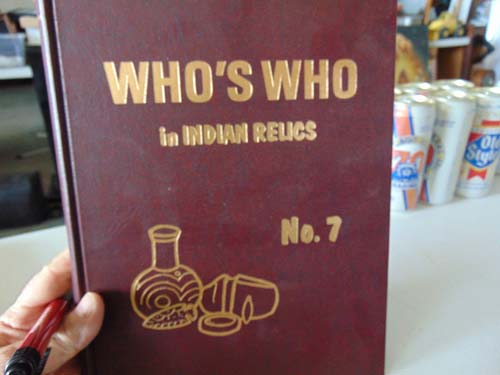 WHO'S WHO
in INDIAN RELICS
No. 7
Old
Style